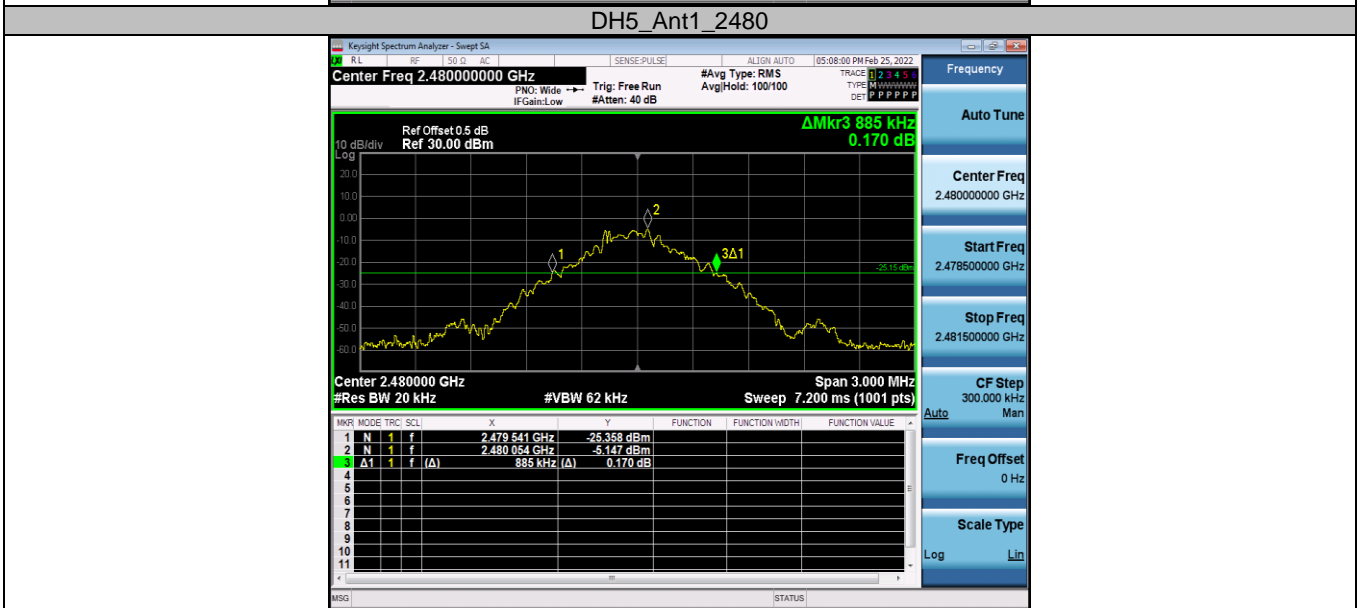 DH5_Ant1_2480
Keysight Spectrum Analyzer - Swept SA
RL RF 50 Ω AC SENSE:PULSE ALIGN AUTO 05:08:00 PM Feb 25, 2022
Center Freq 2.480000000 GHz
#Avg Type: RMS
TRACE 1 2 3 4 5 6
PNO: Wide Trig: Free Run Avg|Hold: 100/100
TYPE M W W W W W
IFGain:Low #Atten: 40 dB
DET P P P P P P
Frequency
Auto Tune
ΔMkr3 885 kHz
0.170 dB
Ref Offset 0.5 dB
10 dB/div Ref 30.00 dBm
Log
20.0
10.0
0.00
-10.0
-20.0
-30.0
-40.0
-50.0
-60.0
1
2
3Δ1
-25.15 dBm
Center 2.480000 GHz Span 3.000 MHz
#Res BW 20 kHz #VBW 62 kHz Sweep 7.200 ms (1001 pts)
Center Freq
2.480000000 GHz
Start Freq
2.478500000 GHz
Stop Freq
2.481500000 GHz
CF Step
300.000 kHz
Auto Man
Freq Offset
0 Hz
Scale Type
Log Lin
MKR MODE TRC SCL X Y FUNCTION FUNCTION WIDTH FUNCTION VALUE
1 N 1 f 2.479 541 GHz -25.358 dBm
2 N 1 f 2.480 054 GHz -5.147 dBm
3 Δ1 1 f (Δ) 885 kHz (Δ) 0.170 dB
4
5
6
7
8
9
10
11
MSG STATUS